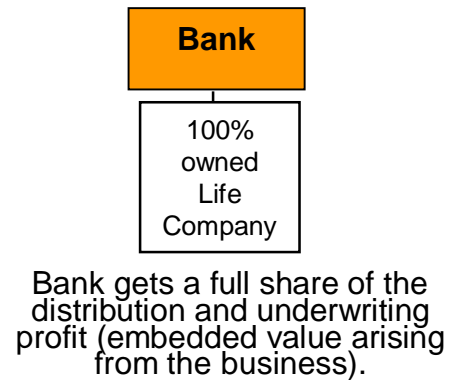 Bank
100%
owned
Life
Company
Bank gets a full share of the
distribution and underwriting
profit (embedded value arising
from the business).